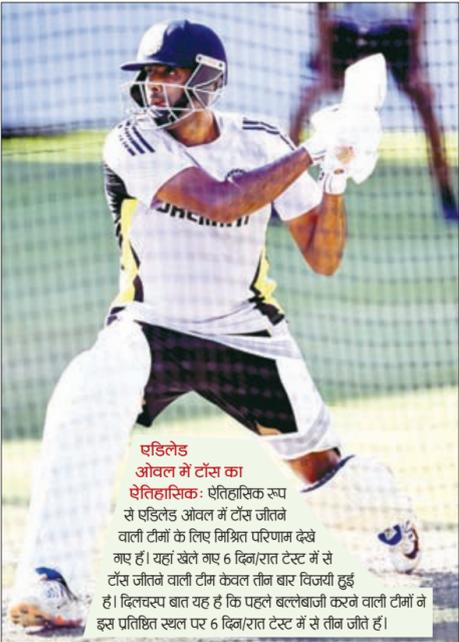 एडिलेड
ओवल में टॉस का
ऐतिहासिक: ऐतिहासिक रूप
से एडिलेड ओवल में टॉस जीतने
वाली टीमों के लिए मिश्रित परिणाम देखे
गए हैं। यहां खेले गए 6 दिन/रात टेस्ट में से
टॉस जीतने वाली टीम केवल तीन बार विजयी हुई
है। दिलचस्प बात यह है कि पहले बल्लेबाजी करने वाली टीमों ने
इस प्रतिष्ठित स्थल पर 6 दिन/रात टेस्ट में से तीन जीते हैं।